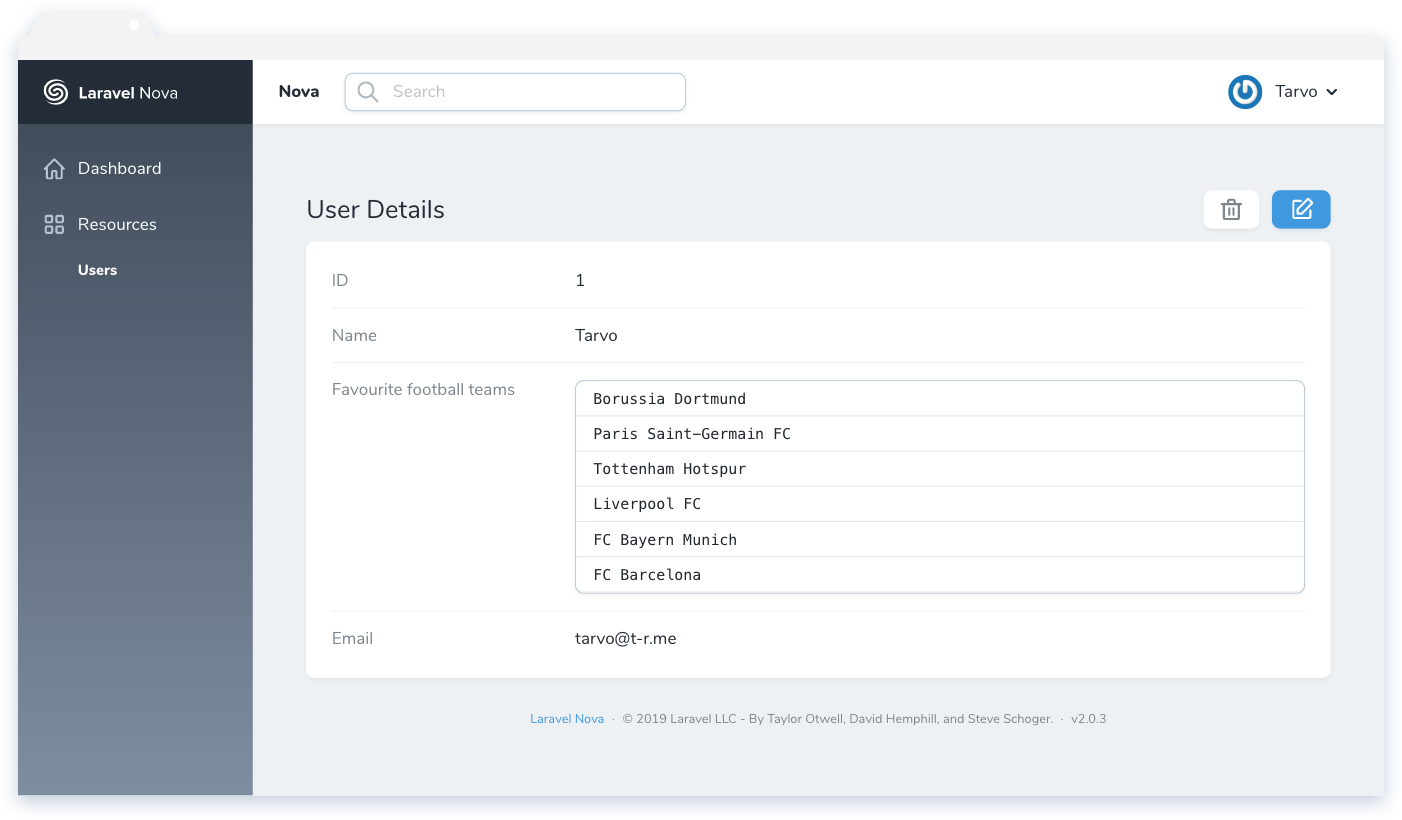 Laravel Nova
Nova
Search
Tarvo
Dashboard
Resources
Users
User Details
ID 1
Name Tarvo
Favourite football teams
Borussia Dortmund
Paris Saint-Germain FC
Tottenham Hotspur
Liverpool FC
FC Bayern Munich
FC Barcelona
Email tarvo@t-r.me
Laravel Nova · © 2019 Laravel LLC - By Taylor Otwell, David Hemphill, and Steve Schoger. · v2.0.3